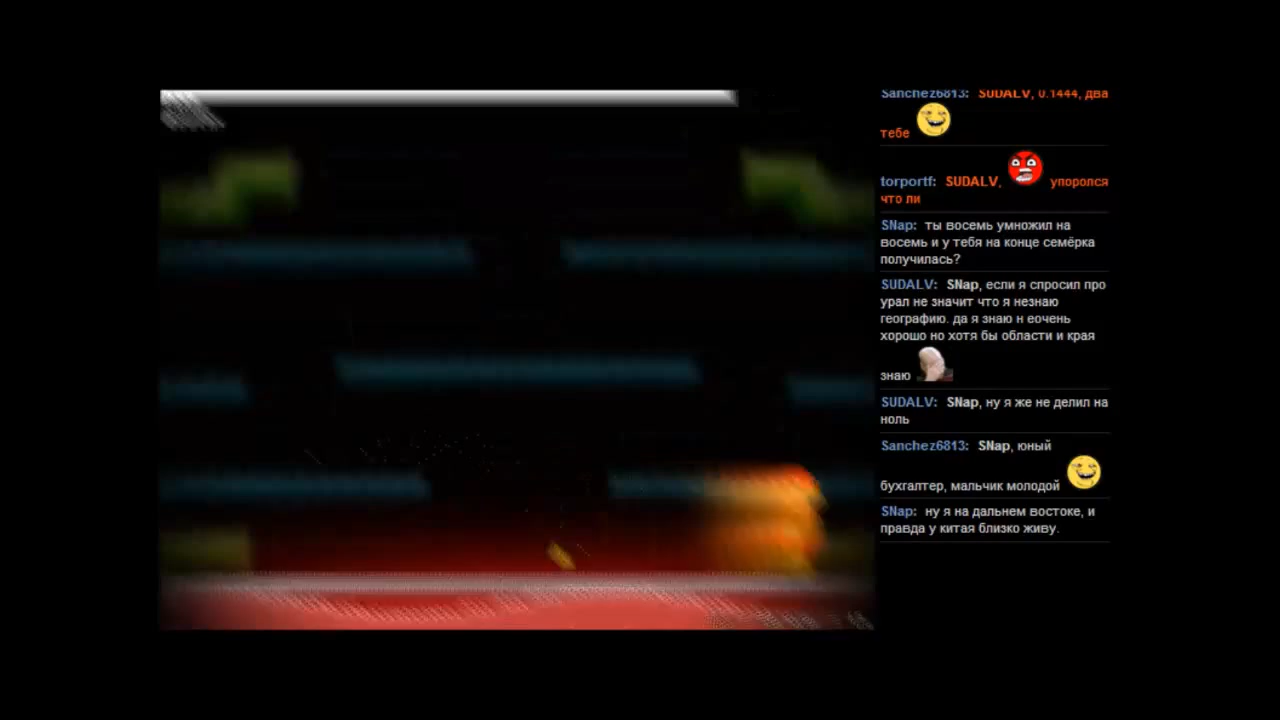 Sanchez6813: SUDALV, 0.1444, два
тебе
torportf: SUDALV, упоролся
что ли
SNap: ты восемь умножил на
восемь и у тебя на конце семёрка
получилась?
SUDALV: SNap, если я спросил про
урал не значит что я незнаю
географию. да я знаю н еочень
хорошо но хотя бы области и края
знаю
SUDALV: SNap, ну я же не делил на
ноль
Sanchez6813: SNap, юный
бухгалтер, мальчик молодой
SNap: ну я на дальнем востоке, и
правда у китая близко живу.